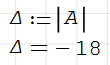 Δ := |A|
Δ = −18